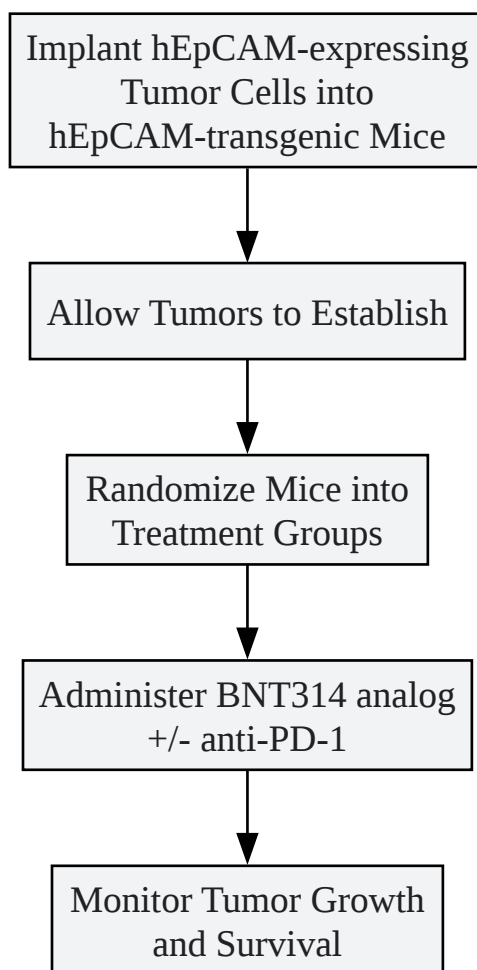 Implant hEpCAM-expressing
Tumor Cells into
hEpCAM-transgenic Mice
Allow Tumors to Establish
Randomize Mice into
Treatment Groups
Administer BNT314 analog
+/- anti-PD-1
Monitor Tumor Growth
and Survival